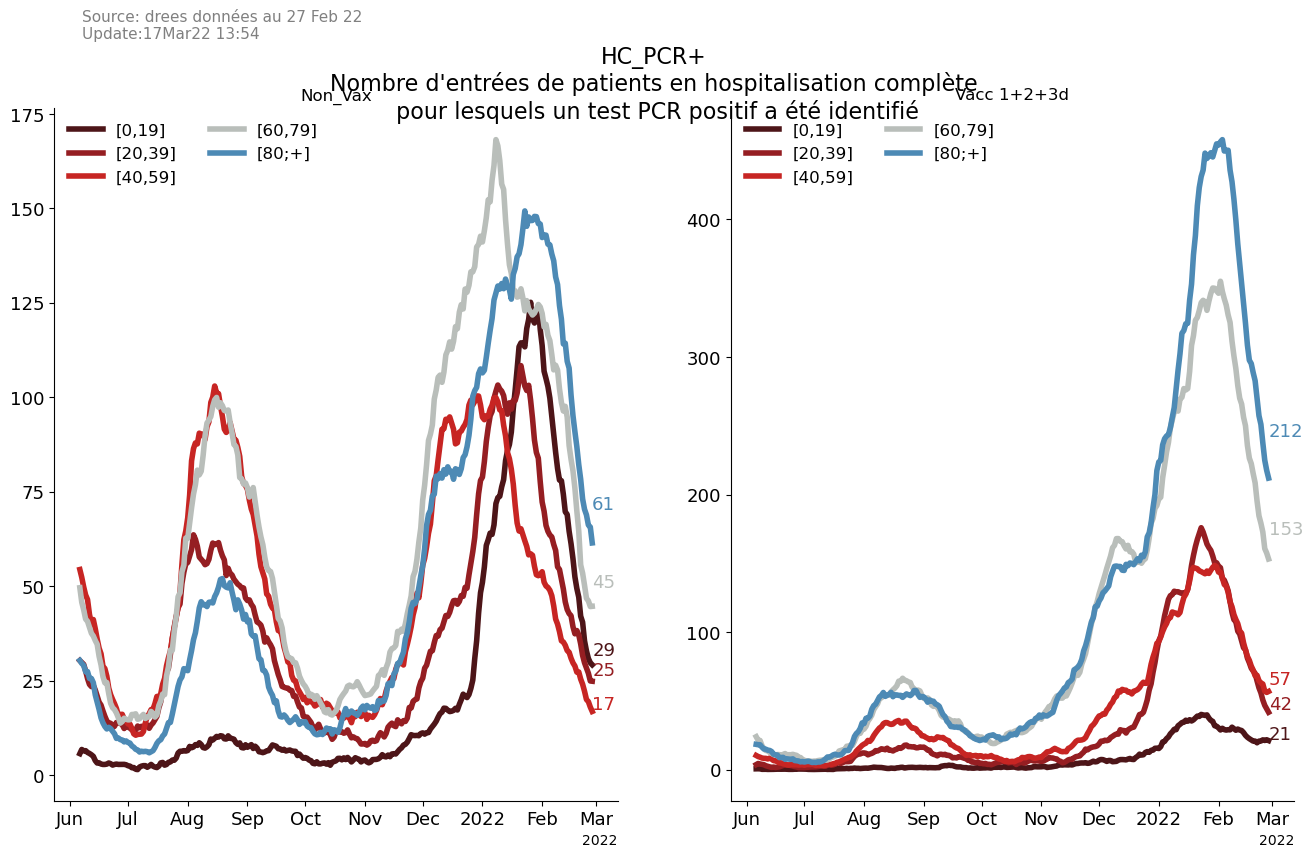 Source: drees données au 27 Feb 22
Update:17Mar22 13:54
HC_PCR+
Nombre d'entrées de patients en hospitalisation complète
pour lesquels un test PCR positif a été identifié
Non_Vax
[0,19]
[20,39]
[40,59]
[60,79]
[80;+]
175
150
125
100
75
50
25
0
61
45
29
25
17
Jun
Jul
Aug
Sep
Oct
Nov
Dec
2022
Feb
Mar
2022
Vacc 1+2+3d
[0,19]
[20,39]
[40,59]
[60,79]
[80;+]
400
300
200
100
0
212
153
57
42
21
Jun
Jul
Aug
Sep
Oct
Nov
Dec
2022
Feb
Mar
2022